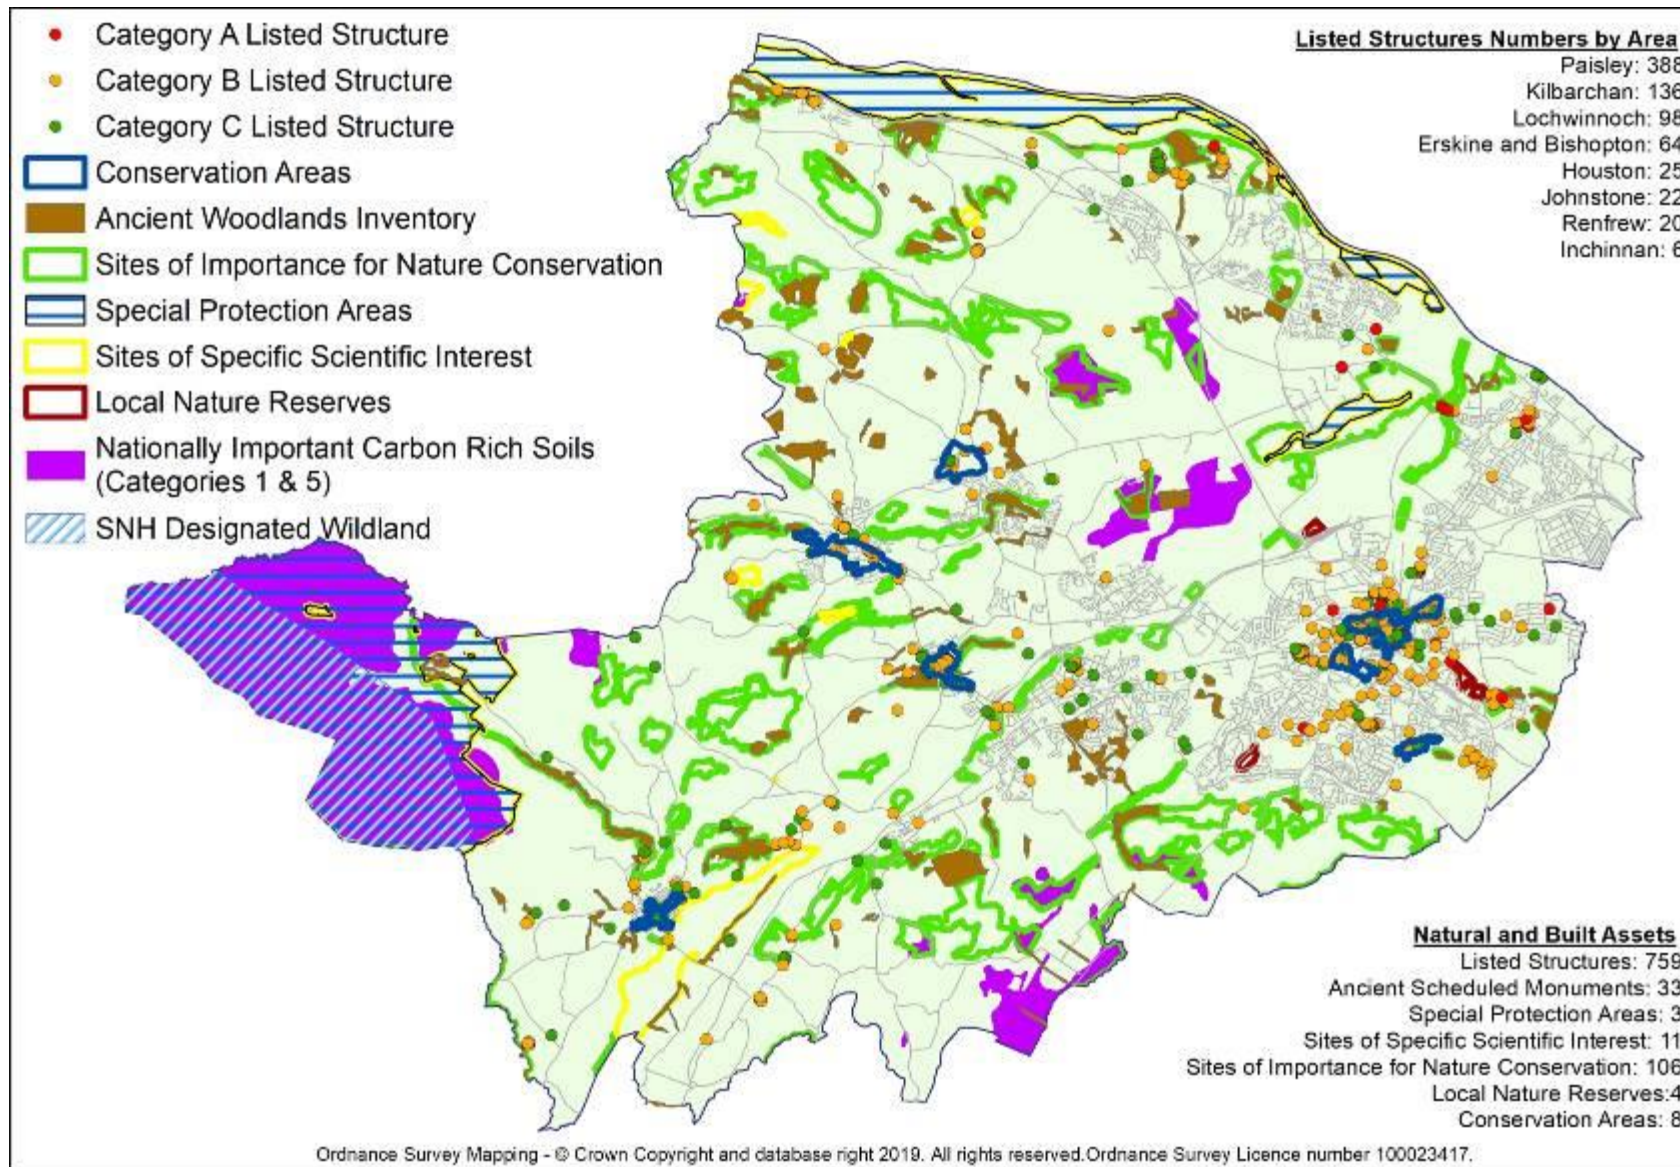 Category A Listed Structure
Category B Listed Structure
Category C Listed Structure
Conservation Areas
Ancient Woodlands Inventory
Sites of Importance for Nature Conservation
Special Protection Areas
Sites of Specific Scientific Interest
Local Nature Reserves
Nationally Important Carbon Rich Soils
(Categories 1 & 5)
SNH Designated Wildland
Listed Structures Numbers by Area
Paisley: 388
Kilbarchan: 136
Lochwinnoch: 98
Erskine and Bishopton: 64
Houston: 25
Johnstone: 22
Renfrew: 20
Inchinnan: 6
Natural and Built Assets
Listed Structures: 759
Ancient Scheduled Monuments: 33
Special Protection Areas: 3
Sites of Specific Scientific Interest: 11
Sites of Importance for Nature Conservation: 106
Local Nature Reserves:4
Conservation Areas: 8
Ordnance Survey Mapping - © Crown Copyright and database right 2019. All rights reserved.Ordnance Survey Licence number 100023417.